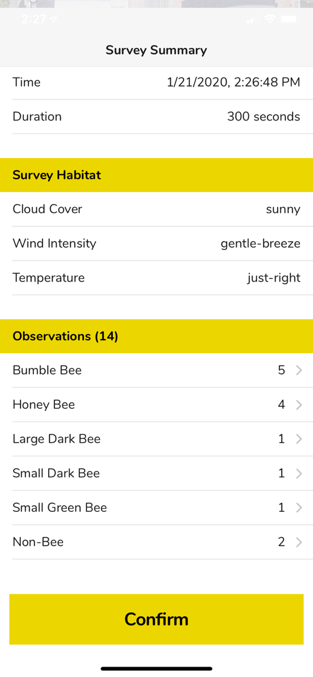 2:27
Survey Summary
Time 1/21/2020, 2:26:48 PM
Duration 300 seconds
Survey Habitat
Cloud Cover sunny
Wind Intensity gentle-breeze
Temperature just-right
Observations (14)
Bumble Bee 5
Honey Bee 4
Large Dark Bee 1
Small Dark Bee 1
Small Green Bee 1
Non-Bee 2
Confirm